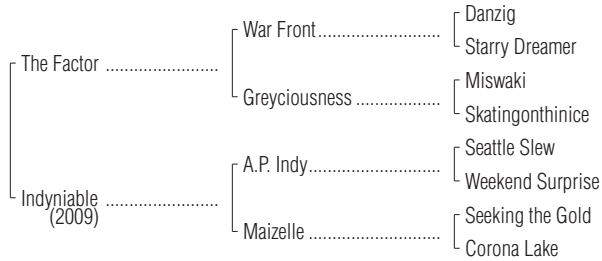 Danzig
War Front........................
Starry Dreamer
The Factor ......................
Miswaki
Greyciousness .................
Skatingonthinice
Seattle Slew
A.P. Indy..........................
Weekend Surprise
Indyniable ......................
(2009)
Seeking the Gold
Maizelle ..........................
Corona Lake